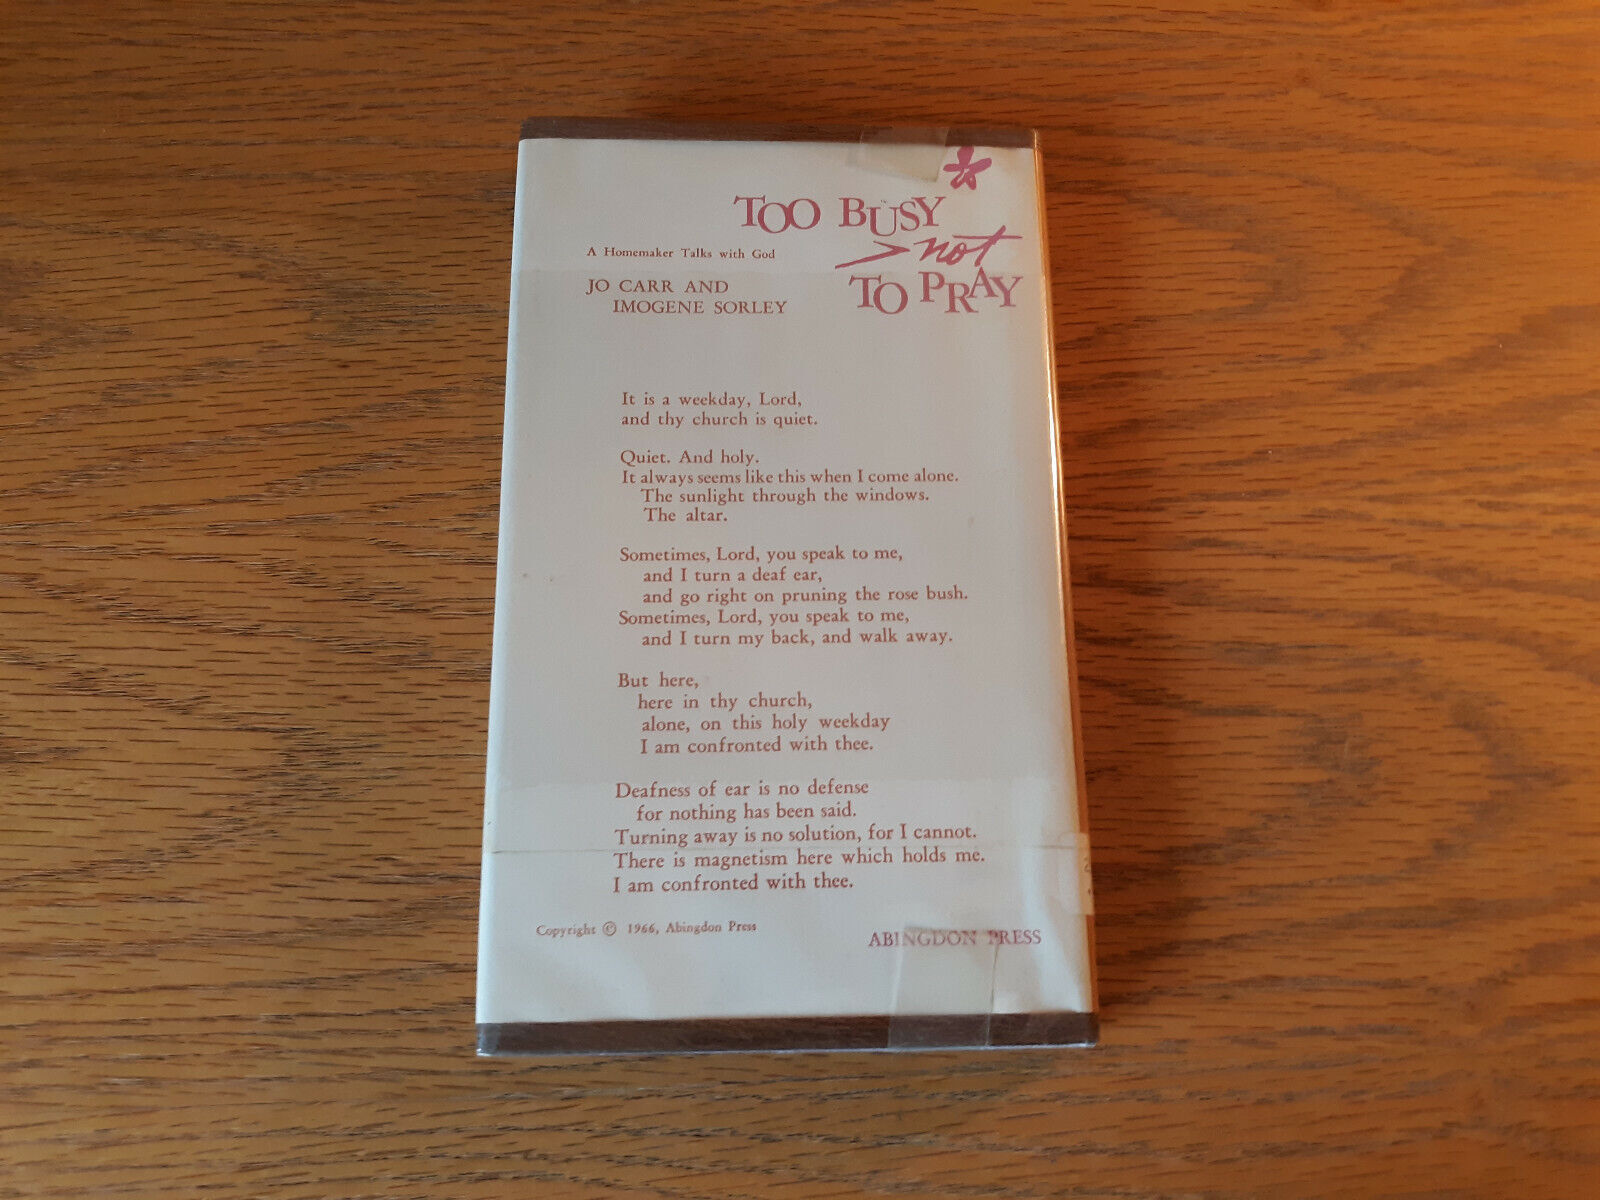 TOO BUSY
not
TO PRAY
A Homemaker Talks with God
JO CARR AND
IMOGENE SORLEY
It is a weekday, Lord,
and thy church is quiet.
Quiet. And holy.
It always seems like this when I come alone.
The sunlight through the windows.
The altar.
Sometimes, Lord, you speak to me,
and I turn a deaf ear,
and go right on pruning the rose bush.
Sometimes, Lord, you speak to me,
and I turn my back, and walk away.
But here,
here in thy church,
alone, on this holy weekday
I am confronted with thee.
Deafness of ear is no defense
for nothing has been said.
Turning away is no solution, for I cannot.
There is magnetism here which holds me.
I am confronted with thee.
Copyright © 1966, Abingdon Press
ABINGDON PRESS